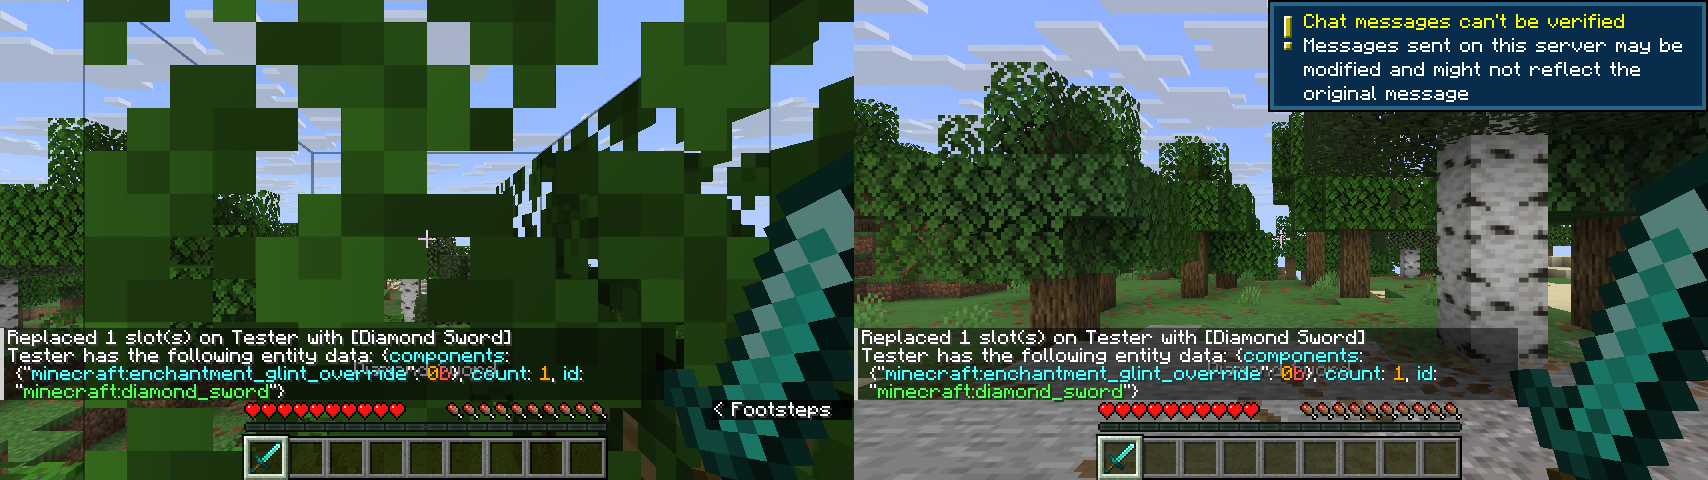 Chat messages can't be verified
Messages sent on this server may be
modified and might not reflect the
original message
Replaced 1 slot(s) on Tester with [Diamond Sword]
Tester has the following entity data: {components:
{"minecraft:enchantment_glint_override": 0b}, count: 1, id:
"minecraft:diamond_sword"}
< Footsteps
Replaced 1 slot(s) on Tester with [Diamond Sword]
Tester has the following entity data: {components:
{"minecraft:enchantment_glint_override": 0b}, count: 1, id:
"minecraft:diamond_sword"}